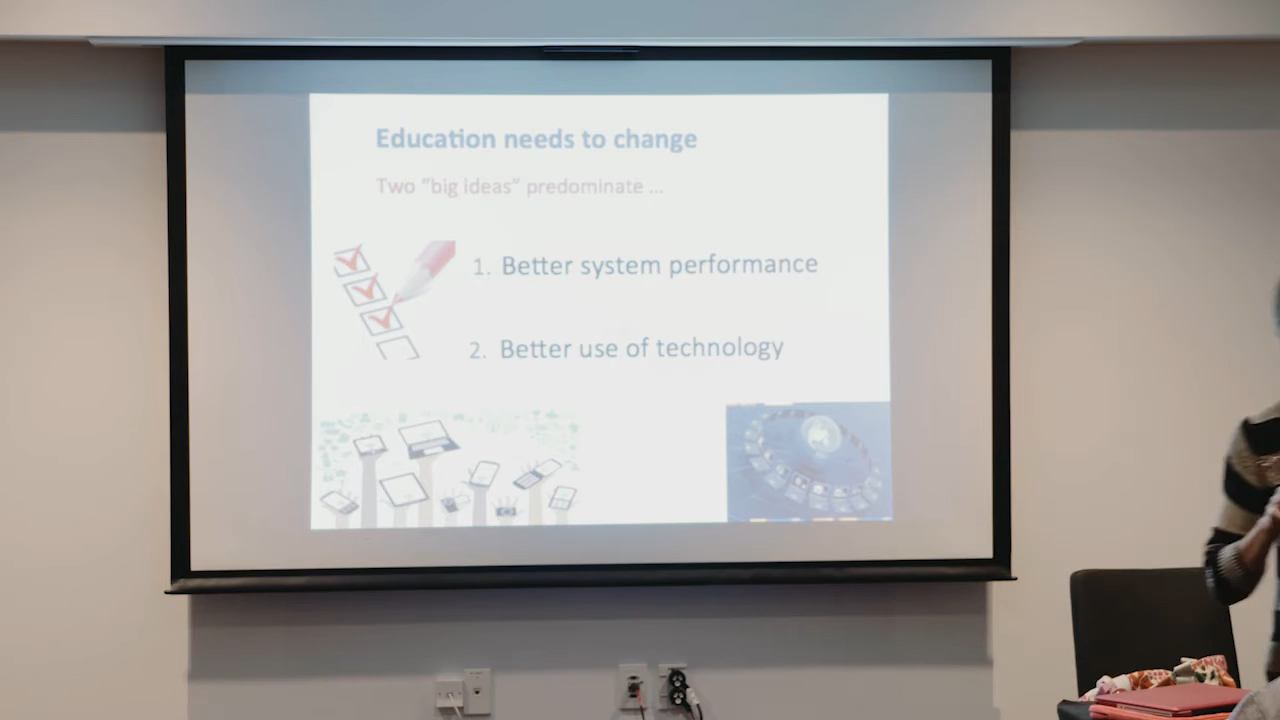 Education needs to change
Two "big ideas" predominate ...
1. Better system performance
2. Better use of technology